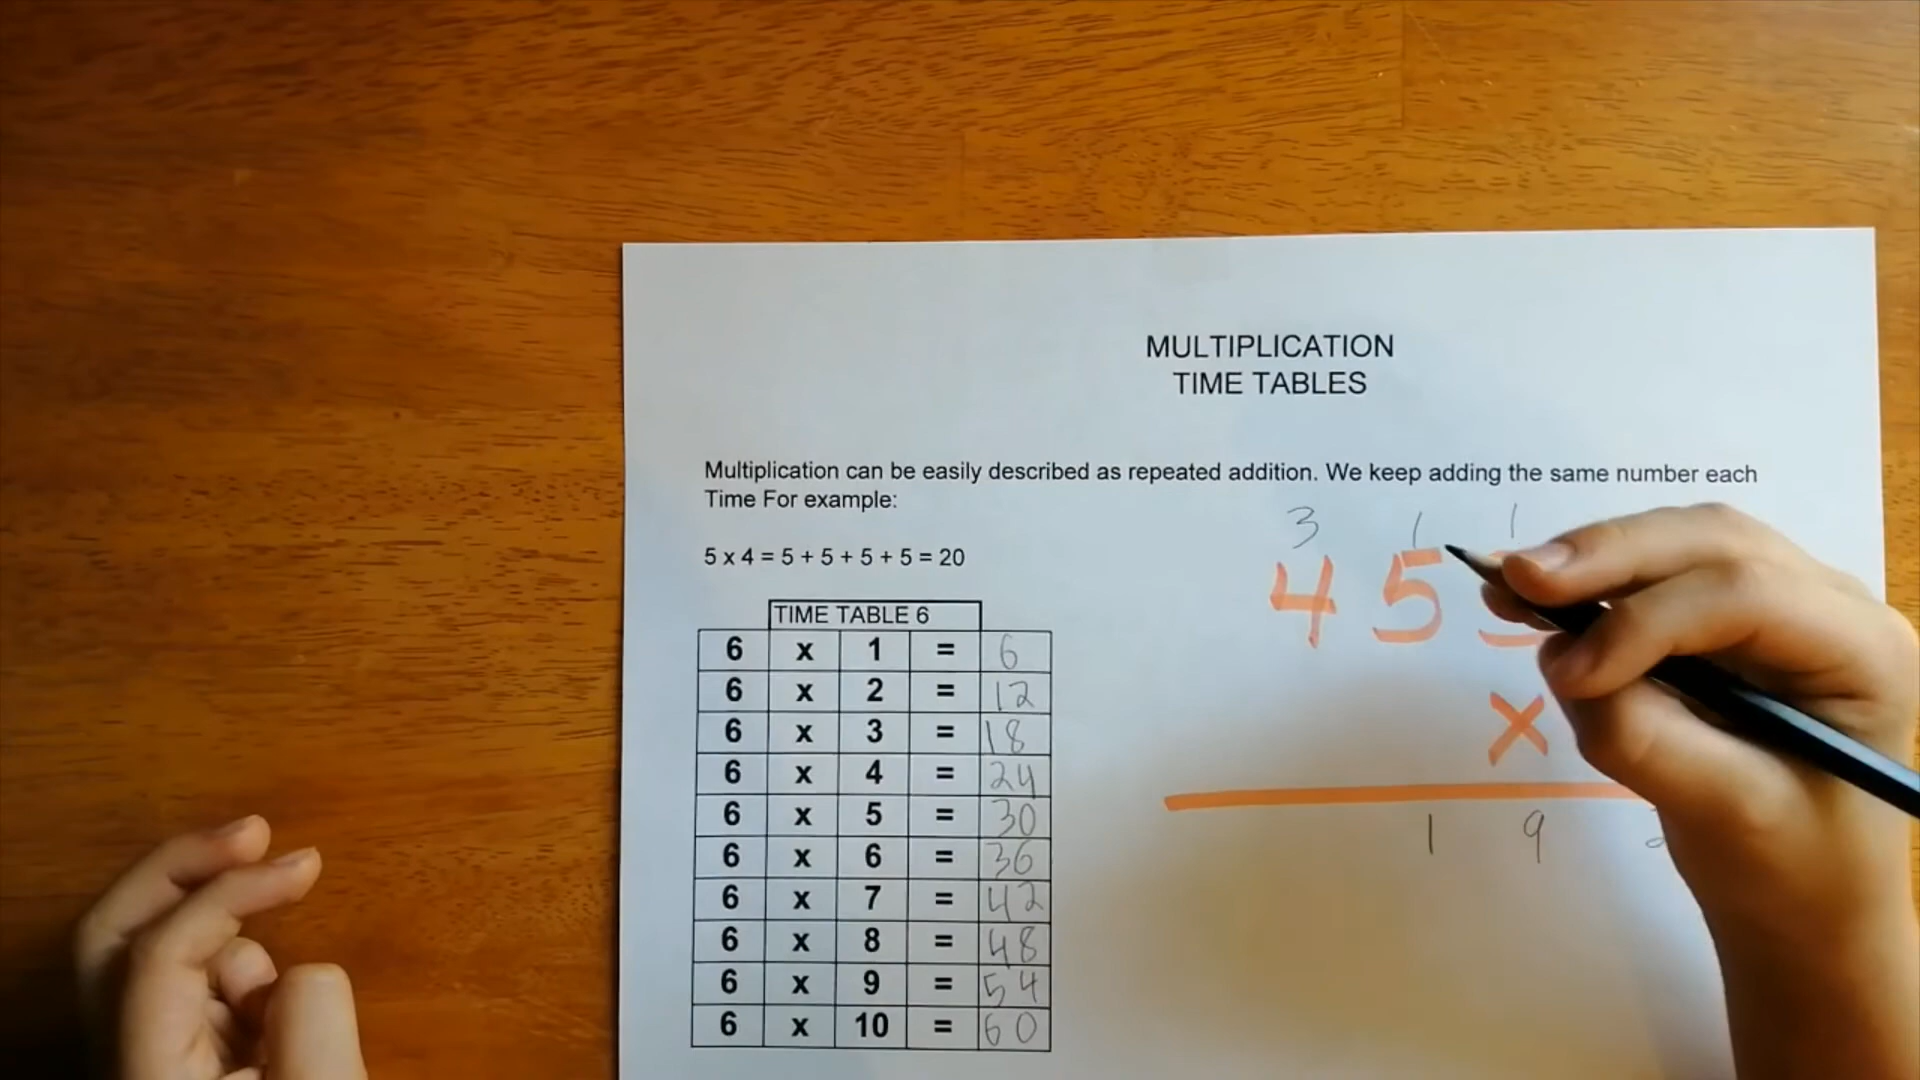 MULTIPLICATION
TIME TABLES
Multiplication can be easily described as repeated addition. We keep adding the same number each
Time For example:
5 x 4 = 5 + 5 + 5 + 5 = 20
TIME TABLE 6
6 x 1 = 6
6 x 2 = 12
6 x 3 = 18
6 x 4 = 24
6 x 5 = 30
6 x 6 = 36
6 x 7 = 42
6 x 8 = 48
6 x 9 = 54
6 x 10 = 60
3 1 1
4 5
x
1 9